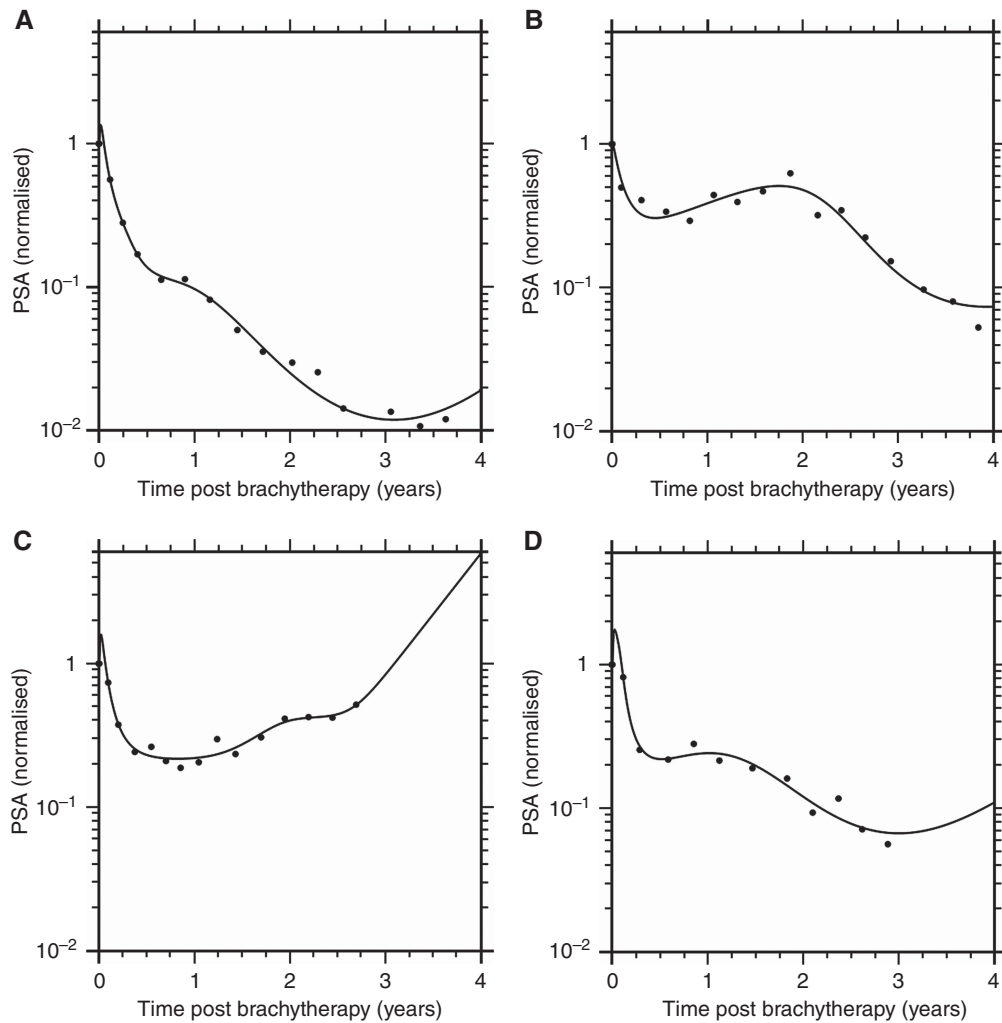 A
PSA (normalised)
1
10⁻¹
10⁻²
0 1 2 3 4
Time post brachytherapy (years)
B
PSA (normalised)
1
10⁻¹
10⁻²
0 1 2 3 4
Time post brachytherapy (years)
C
PSA (normalised)
1
10⁻¹
10⁻²
0 1 2 3 4
Time post brachytherapy (years)
D
PSA (normalised)
1
10⁻¹
10⁻²
0 1 2 3 4
Time post brachytherapy (years)